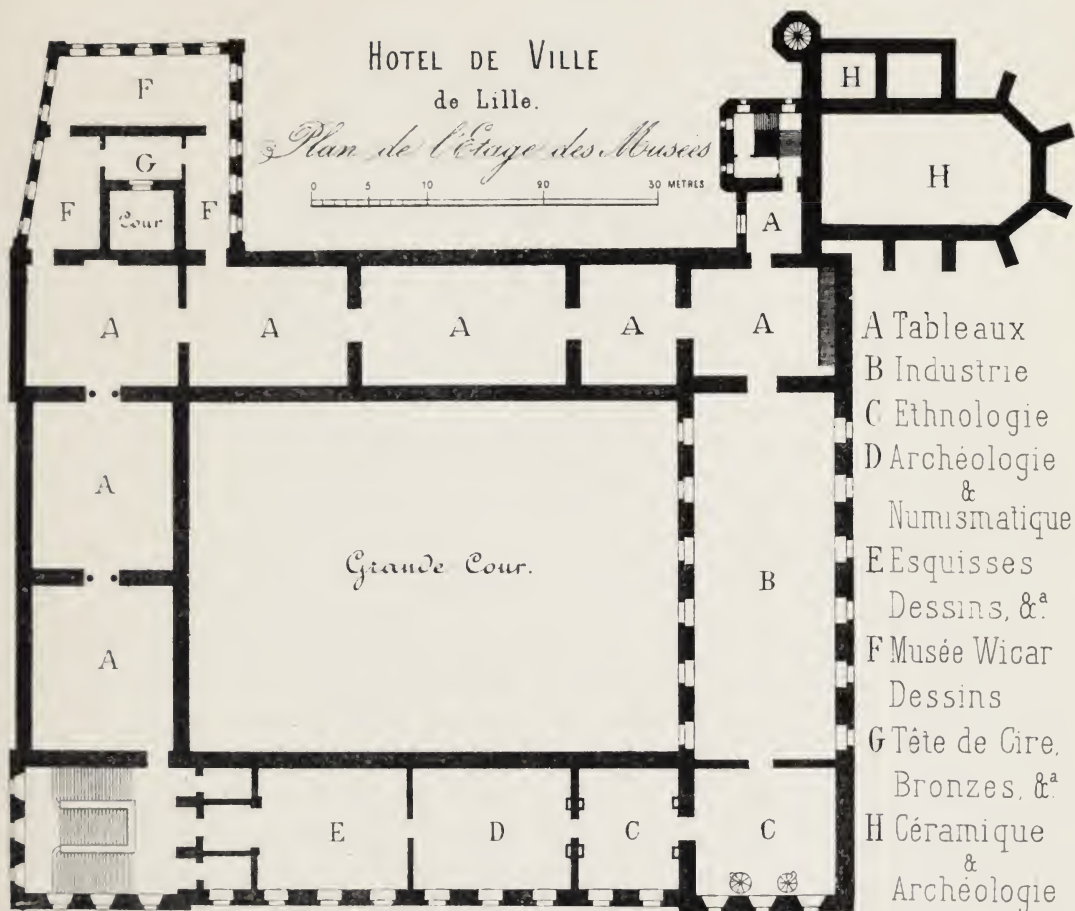 HOTEL DE VILLE
de Lille.
Plan de l'Etage des Musées
0 5 10 20 30 METRES
F
G
F
Cour
F
H
H
A
A
A
A
A
A
A
A
Grande Cour.
B
E
D
C
C
A Tableaux
B Industrie
C Ethnologie
D Archéologie
&
Numismatique
E Esquisses
Dessins, &a.
F Musée Wicar
Dessins
G Tête de Cire,
Bronzes, &a.
H Céramique
&
Archéologie